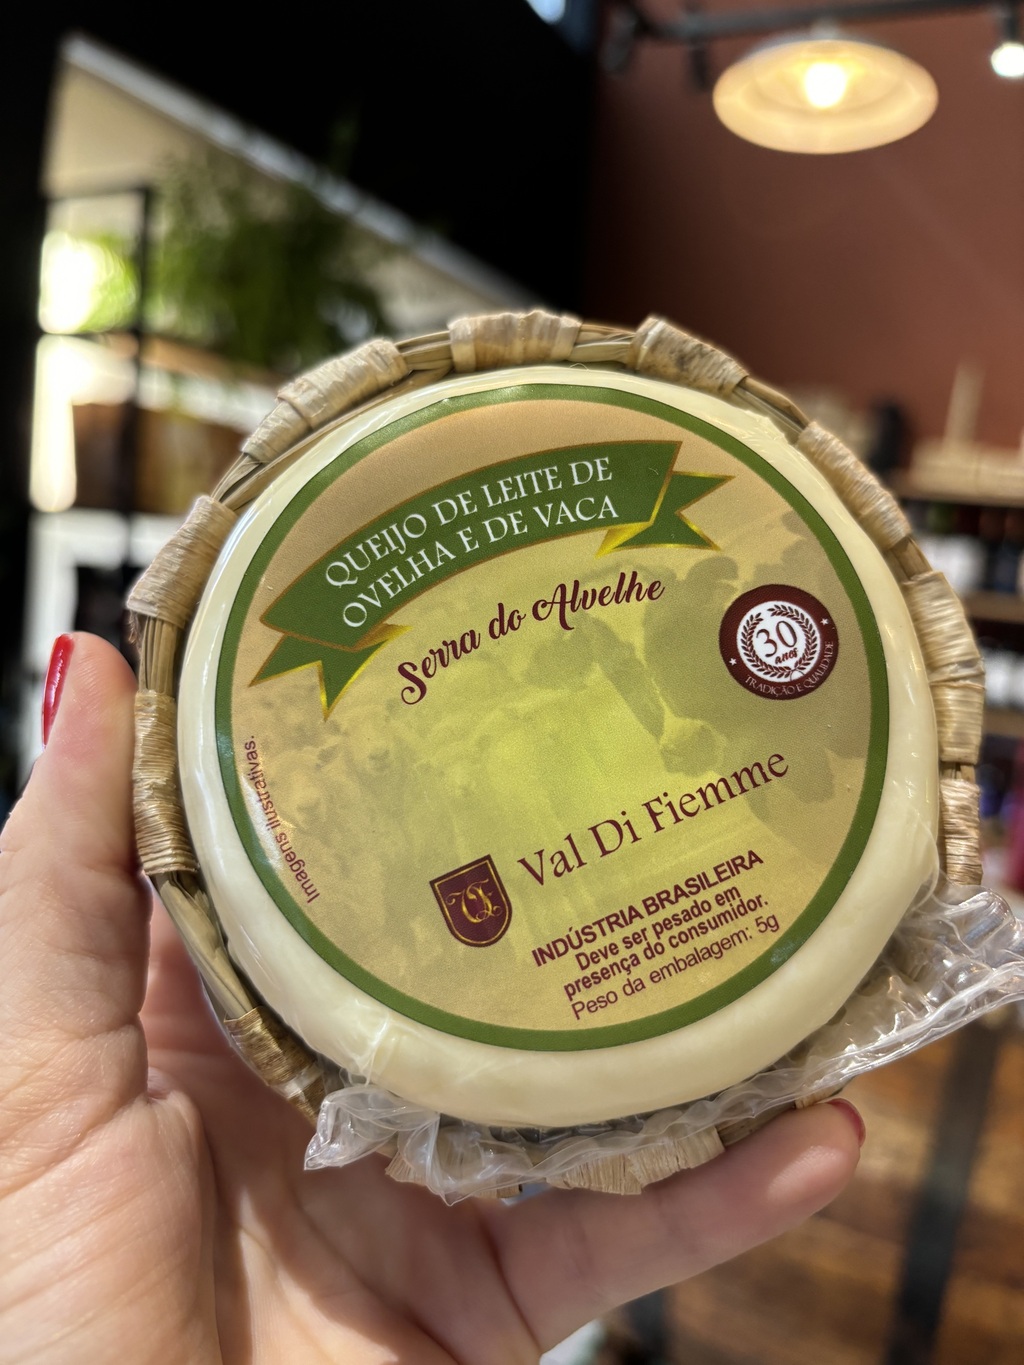 QUEIJO DE LEITE DE
OVELHA E DE VACA
Serra do Alvelhe
30
anos
TRADIÇÃO E QUALIDADE
Imagens ilustrativas.
Val Di Fiemme
INDÚSTRIA BRASILEIRA
Deve ser pesado em
presença do consumidor.
Peso da embalagem: 5g